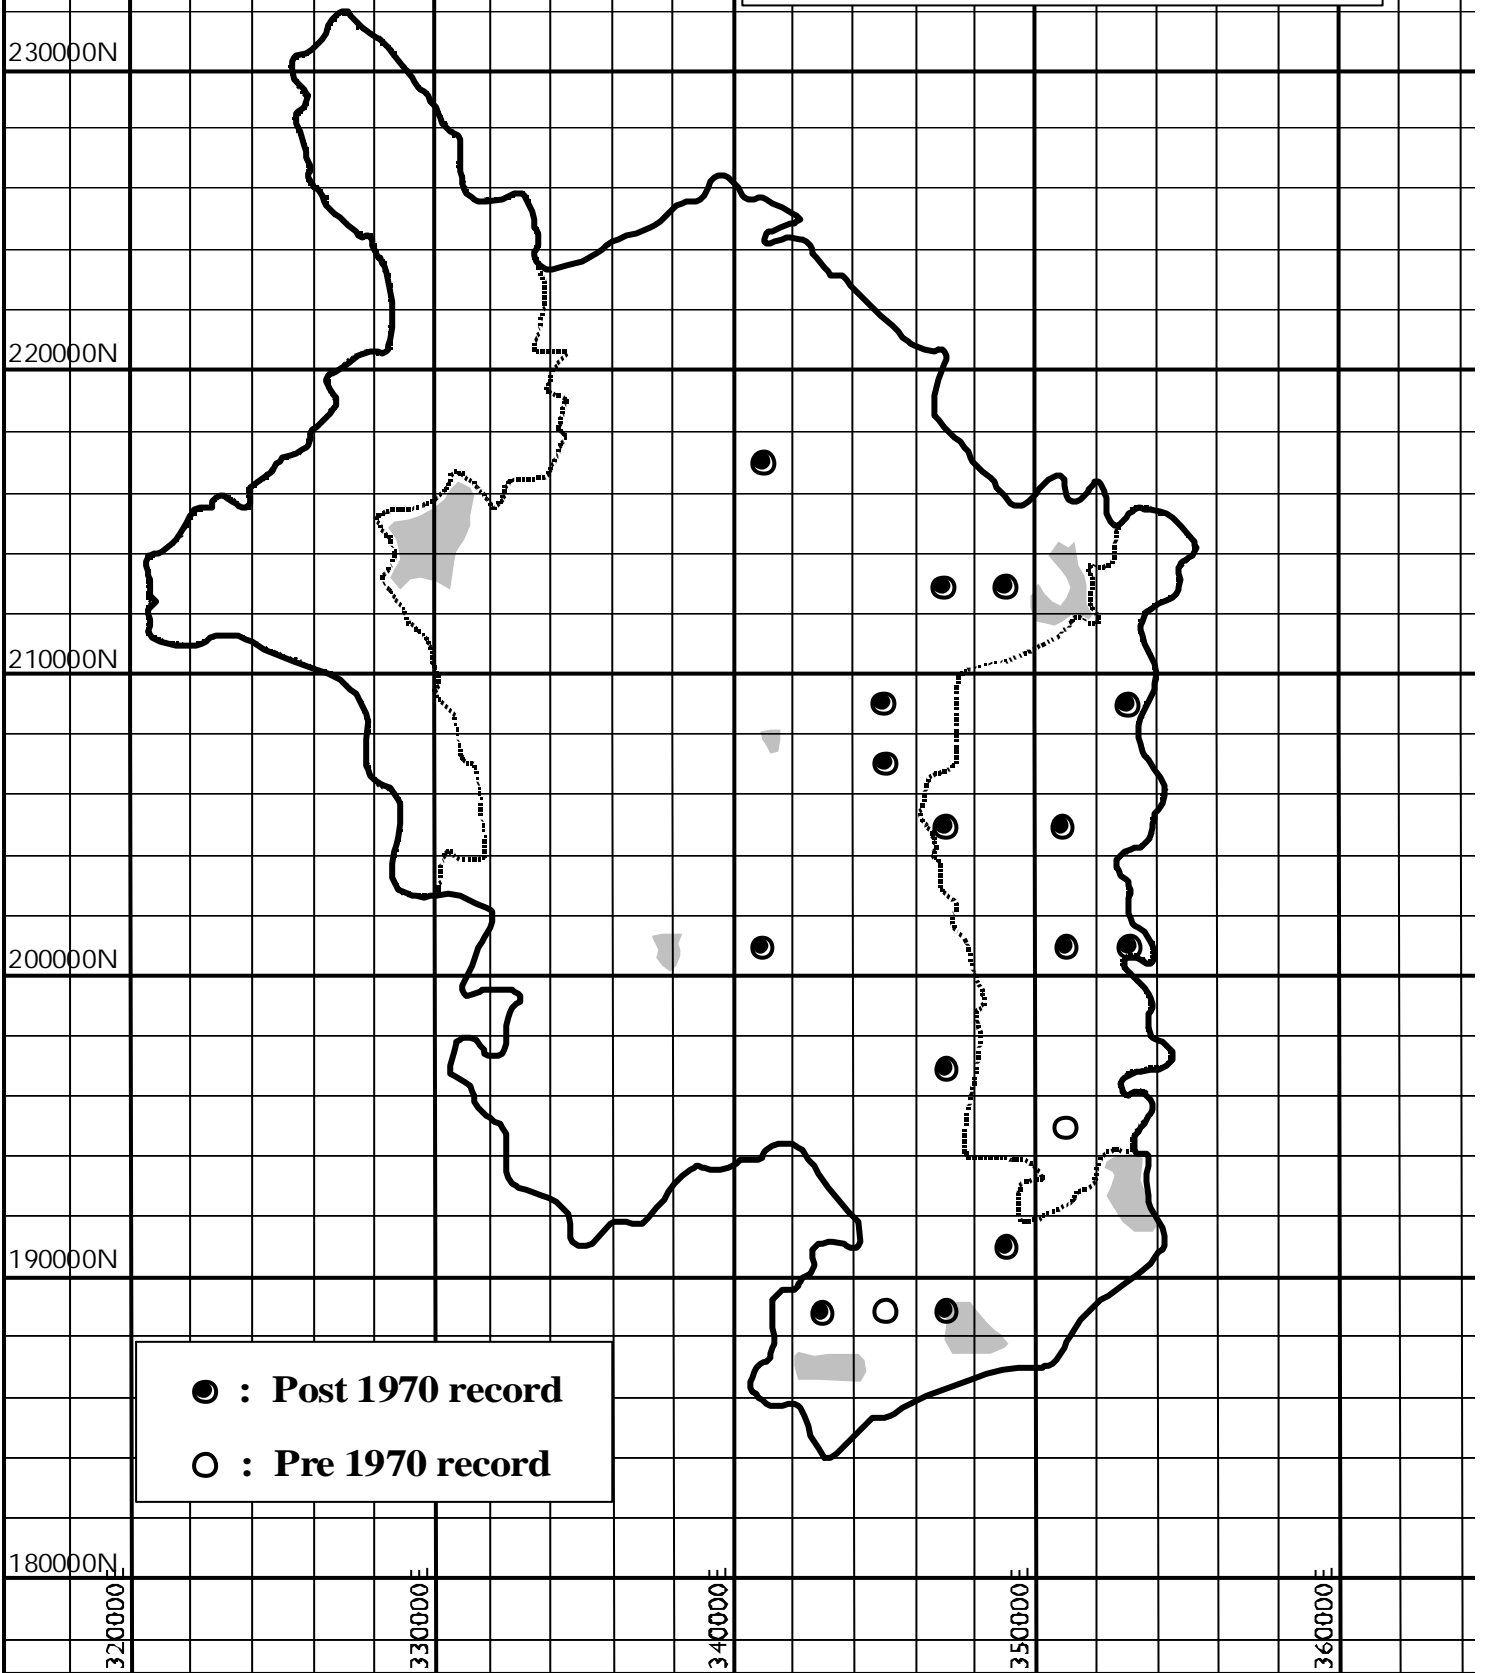 230000N
220000N
210000N
200000N
190000N
: Post 1970 record
: Pre 1970 record
180000N
320000E
330000E
340000E
350000E
360000E